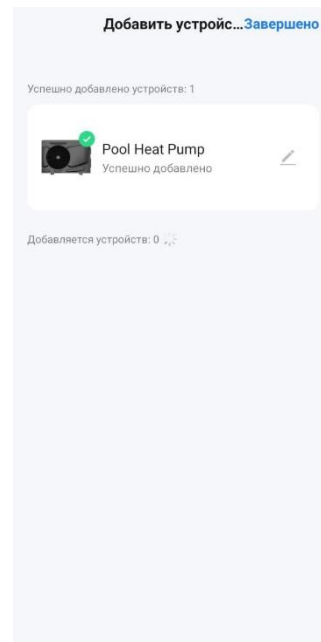 Добавить устройс...Завершено
Успешно добавлено устройств: 1
Pool Heat Pump
Успешно добавлено
Добавляется устройств: 0